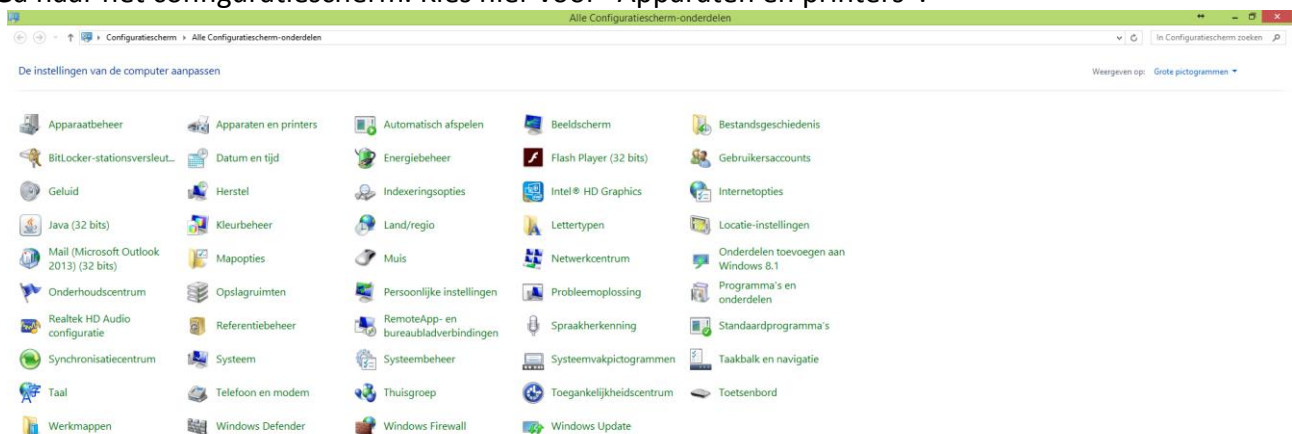 Ga naar het configuratiescherm. Kies hier voor "Apparaten en printers".
Alle Configuratiescherm-onderdelen
Configuratiescherm Alle Configuratiescherm-onderdelen
In Configuratiescherm zoeken
De instellingen van de computer aanpassen
Weergeven op: Grote pictogrammen
Apparaatbeheer
Apparaten en printers
Automatisch afspelen
Beeldscherm
Bestandsgeschiedenis
BitLocker-stationsversleut...
Datum en tijd
Energiebeheer
Flash Player (32 bits)
Gebruikersaccounts
Geluid
Herstel
Indexeringsopties
Intel® HD Graphics
Internetopties
Java (32 bits)
Kleurbeheer
Land/regio
Lettertypen
Locatie-instellingen
Mail (Microsoft Outlook
2013) (32 bits)
Mapopties
Muis
Netwerkcentrum
Onderdelen toevoegen aan
Windows 8.1
Onderhoudscentrum
Opslagruimten
Persoonlijke instellingen
Probleemoplossing
Programma's en
onderdelen
Realtek HD Audio
configuratie
Referentiebeheer
RemoteApp- en
bureaubladverbindingen
Spraakherkenning
Standaardprogramma's
Synchronisatiecentrum
Systeem
Systeembeheer
Systeemvakpictogrammen
Taakbalk en navigatie
Taal
Telefoon en modem
Thuisgroep
Toegankelijkheidscentrum
Toetsenbord
Werkmappen
Windows Defender
Windows Firewall
Windows Update